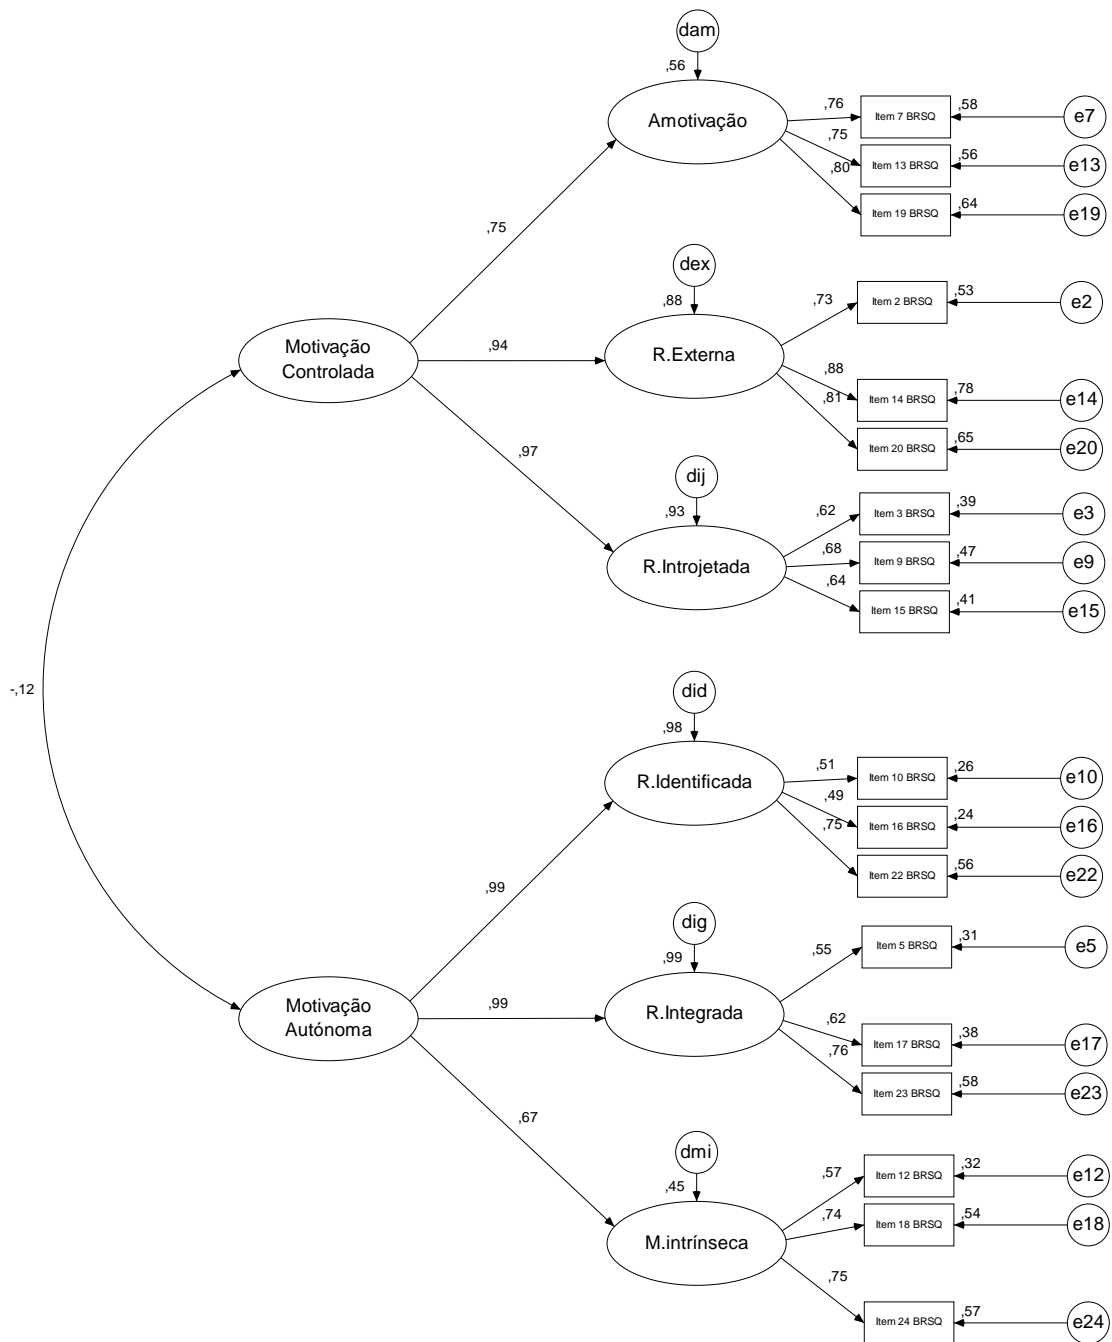 dam
,56
Amotivação
,76
Item 7 BRSQ
,58
e7
,75
Item 13 BRSQ
,56
e13
,80
Item 19 BRSQ
,64
e19
,75
dex
,88
R.Externa
,73
Item 2 BRSQ
,53
e2
,88
Item 14 BRSQ
,78
e14
,81
Item 20 BRSQ
,65
e20
Motivação
Controlada
,94
,97
dij
,93
R.Introjetada
,62
Item 3 BRSQ
,39
e3
,68
Item 9 BRSQ
,47
e9
,64
Item 15 BRSQ
,41
e15
-,12
did
,98
R.Identificada
,51
Item 10 BRSQ
,26
e10
,49
Item 16 BRSQ
,24
e16
,75
Item 22 BRSQ
,56
e22
,99
dig
,99
R.Integrada
,55
Item 5 BRSQ
,31
e5
,62
Item 17 BRSQ
,38
e17
,76
Item 23 BRSQ
,58
e23
Motivação
Autónoma
,99
,67
dmi
,45
M.intrínseca
,57
Item 12 BRSQ
,32
e12
,74
Item 18 BRSQ
,54
e18
,75
Item 24 BRSQ
,57
e24